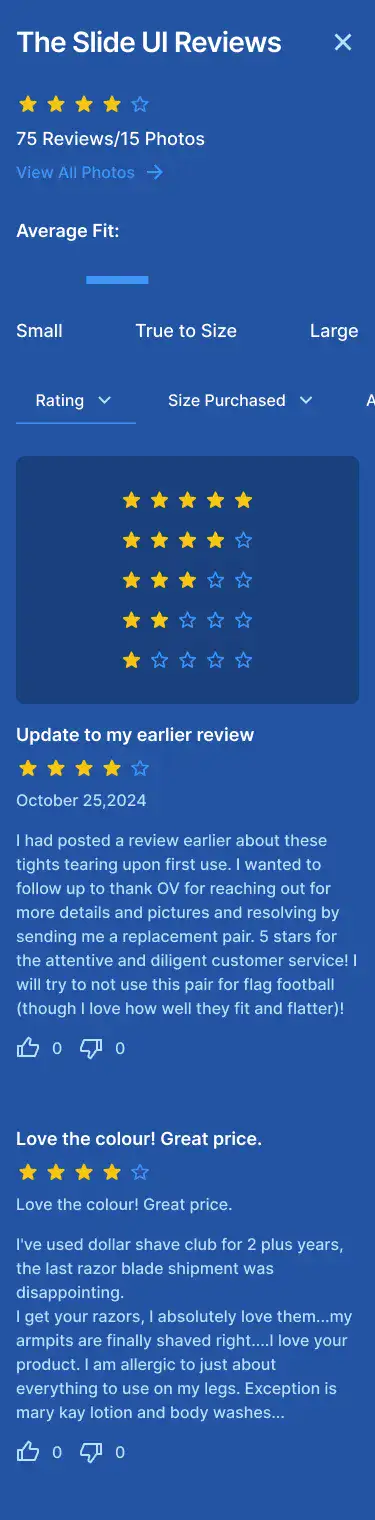 The Slide UI Reviews
75 Reviews/15 Photos
View All Photos
Average Fit:
Small True to Size Large
Rating Size Purchased A
Update to my earlier review
October 25,2024
I had posted a review earlier about these
tights tearing upon first use. I wanted to
follow up to thank OV for reaching out for
more details and pictures and resolving by
sending me a replacement pair. 5 stars for
the attentive and diligent customer service! I
will try to not use this pair for flag football
(though I love how well they fit and flatter)!
0 0
Love the colour! Great price.
Love the colour! Great price.
I've used dollar shave club for 2 plus years,
the last razor blade shipment was
disappointing.
I get your razors, I absolutely love them...my
armpits are finally shaved right....I love your
product. I am allergic to just about
everything to use on my legs. Exception is
mary kay lotion and body washes...
0 0